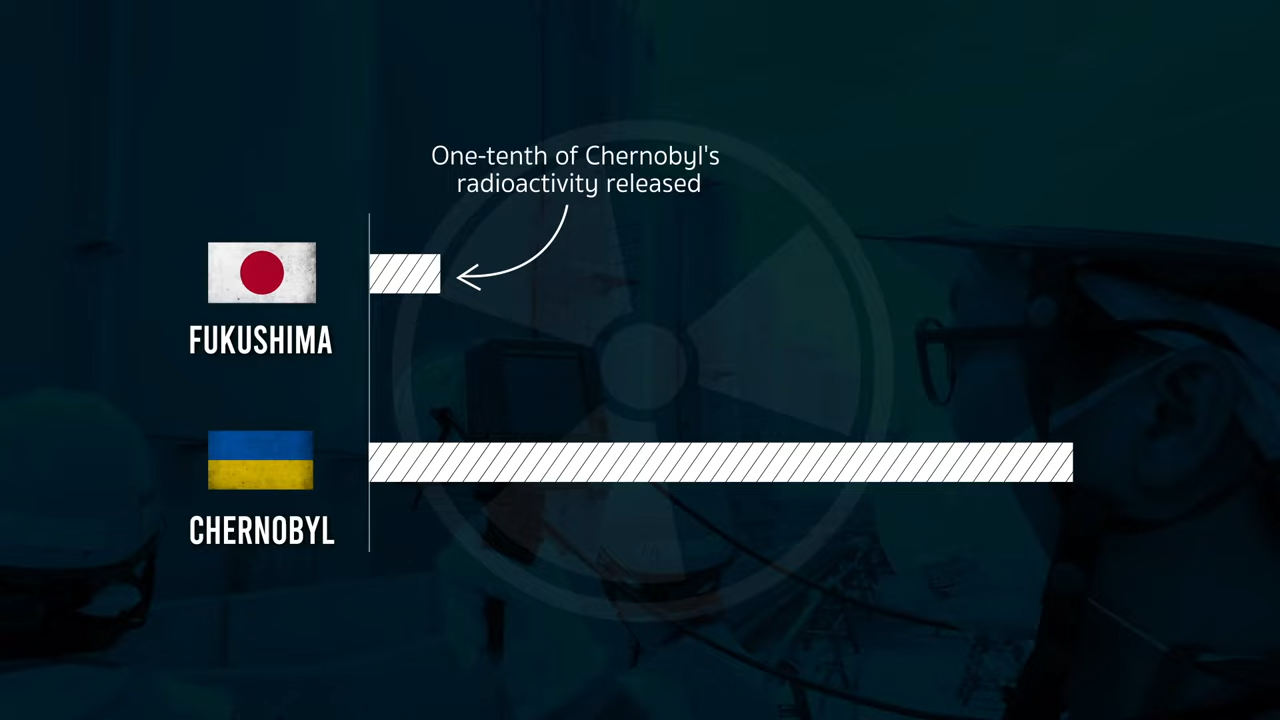 One-tenth of Chernobyl's
radioactivity released
FUKUSHIMA
CHERNOBYL